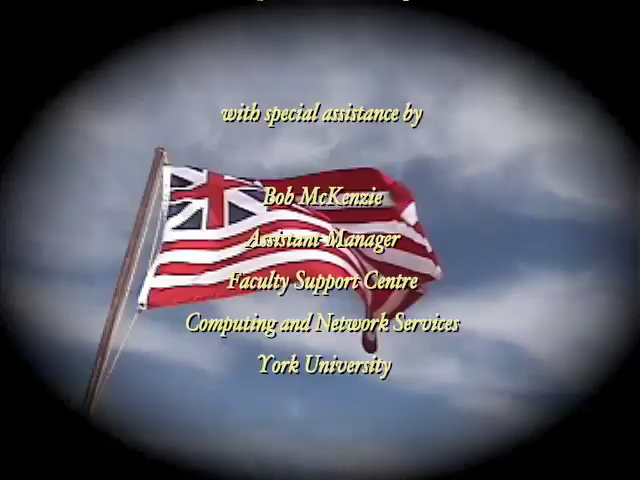 with special assistance by
Bob McKenzie
Assistant Manager
Faculty Support Centre
Computing and Network Services
York University